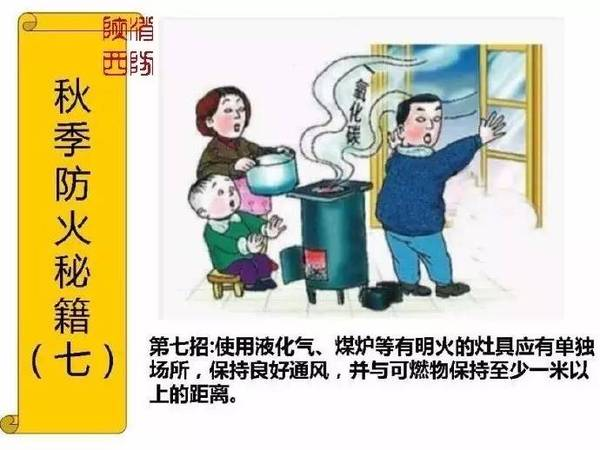 陕西消防
秋季防火秘籍（七）
一氧化碳
第七招:使用液化气、煤炉等有明火的灶具应有单独
场所，保持良好通风，并与可燃物保持至少一米以
上的距离。